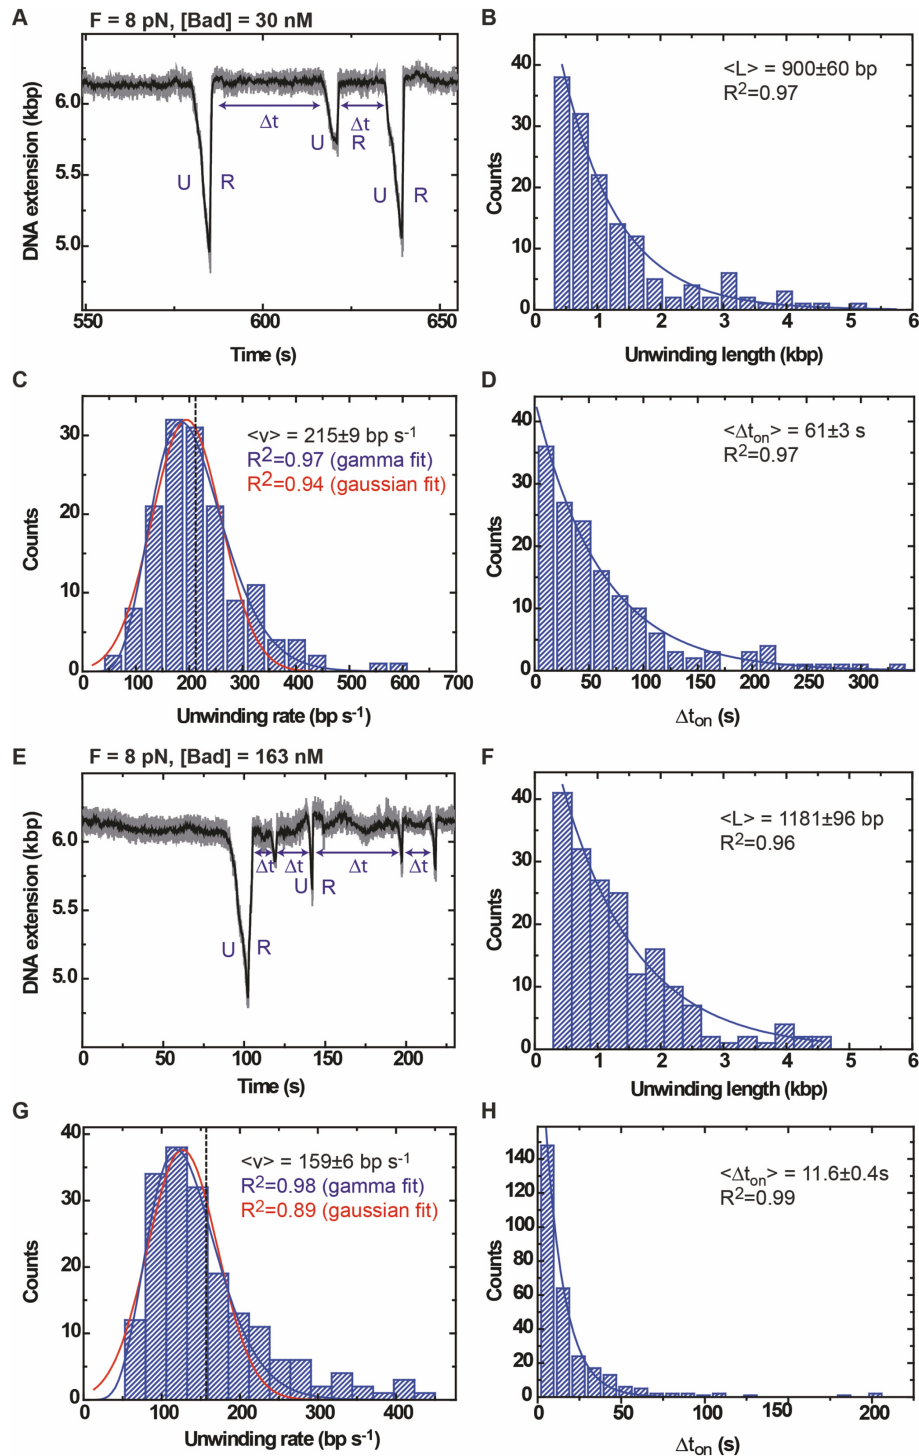 A
F = 8 pN, [Bad] = 30 nM
DNA extension (kbp)
6.0
5.5
5.0
Δt
Δt
U
R
U
R
U
R
550
600
650
Time (s)
B
Counts
40
30
20
10
0
<L> = 900±60 bp
R²=0.97
0
1
2
3
4
5
6
Unwinding length (kbp)
C
Counts
30
20
10
0
<v> = 215±9 bp s⁻¹
R²=0.97 (gamma fit)
R²=0.94 (gaussian fit)
0
100
200
300
400
500
600
700
Unwinding rate (bp s⁻¹)
D
Counts
40
30
20
10
0
<Δt_on> = 61±3 s
R²=0.97
0
50
100
150
200
250
300
Δt_on (s)
E
F = 8 pN, [Bad] = 163 nM
DNA extension (kbp)
6.0
5.5
5.0
Δt
Δt
Δt
Δt
U
R
U
R
0
50
100
150
200
Time (s)
F
Counts
40
30
20
10
0
<L> = 1181±96 bp
R²=0.96
0
1
2
3
4
5
6
Unwinding length (kbp)
G
Counts
40
30
20
10
0
<v> = 159±6 bp s⁻¹
R²=0.98 (gamma fit)
R²=0.89 (gaussian fit)
0
100
200
300
400
Unwinding rate (bp s⁻¹)
H
Counts
140
120
100
80
60
40
20
0
<Δt_on> = 11.6±0.4s
R²=0.99
0
50
100
150
200
Δt_on (s)